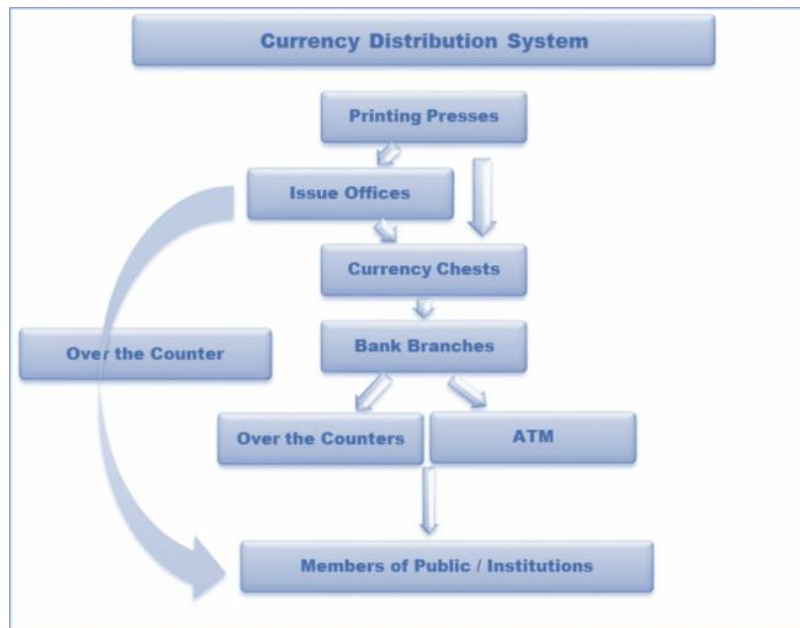 Currency Distribution System
Printing Presses
Issue Offices
Currency Chests
Bank Branches
Over the Counter
Over the Counters
ATM
Members of Public / Institutions